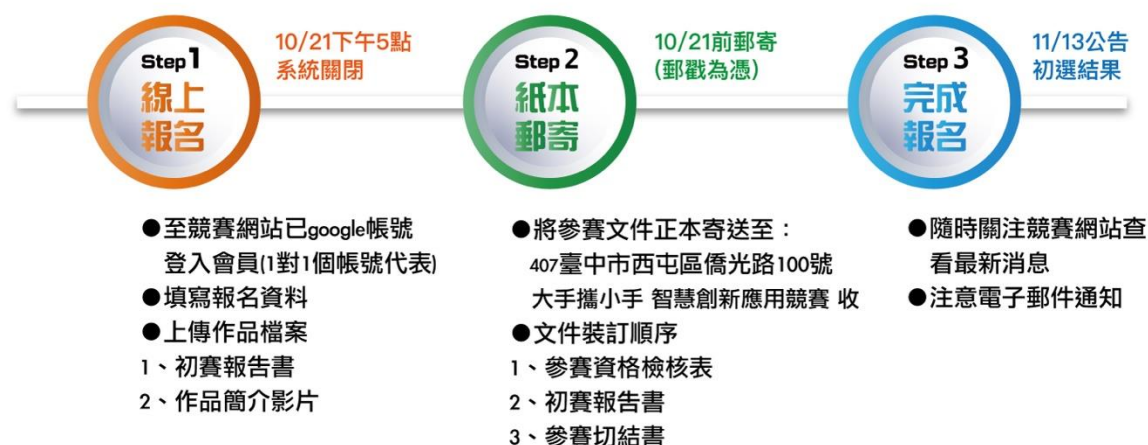 Step 1
線上
報名
10/21下午5點
系統關閉
●至競賽網站已google帳號
登入會員(1對1個帳號代表)
●填寫報名資料
●上傳作品檔案
1、初賽報告書
2、作品簡介影片
Step 2
紙本
郵寄
10/21前郵寄
(郵戳為憑)
●將參賽文件正本寄送至：
407臺中市西屯區僑光路100號
大手攜小手 智慧創新應用競賽 收
●文件裝訂順序
1、參賽資格檢核表
2、初賽報告書
3、參賽切結書
Step 3
完成
報名
11/13公告
初選結果
●隨時關注競賽網站查
看最新消息
●注意電子郵件通知